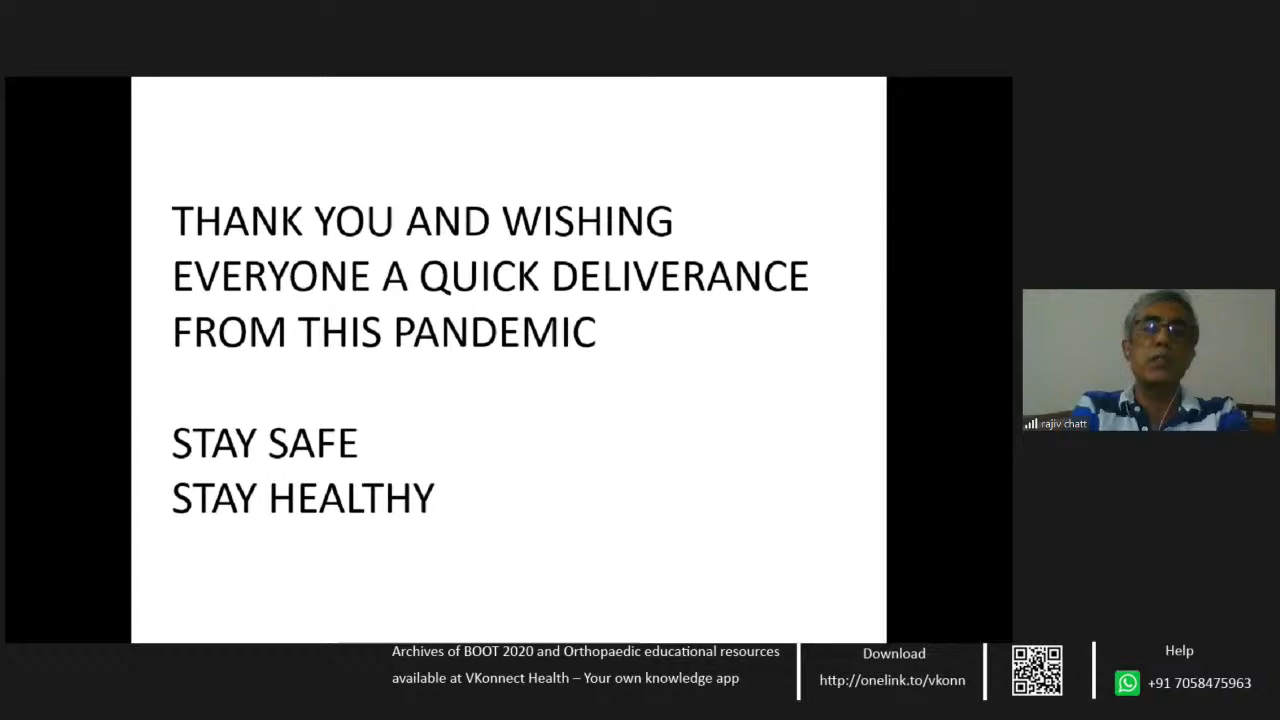 THANK YOU AND WISHING
EVERYONE A QUICK DELIVERANCE
FROM THIS PANDEMIC
STAY SAFE
STAY HEALTHY
rajiv chatt
Archives of BOOT 2020 and Orthopaedic educational resources
available at VKonnect Health – Your own knowledge app
Download
http://onelink.to/vkonn
Help
+91 7058475963